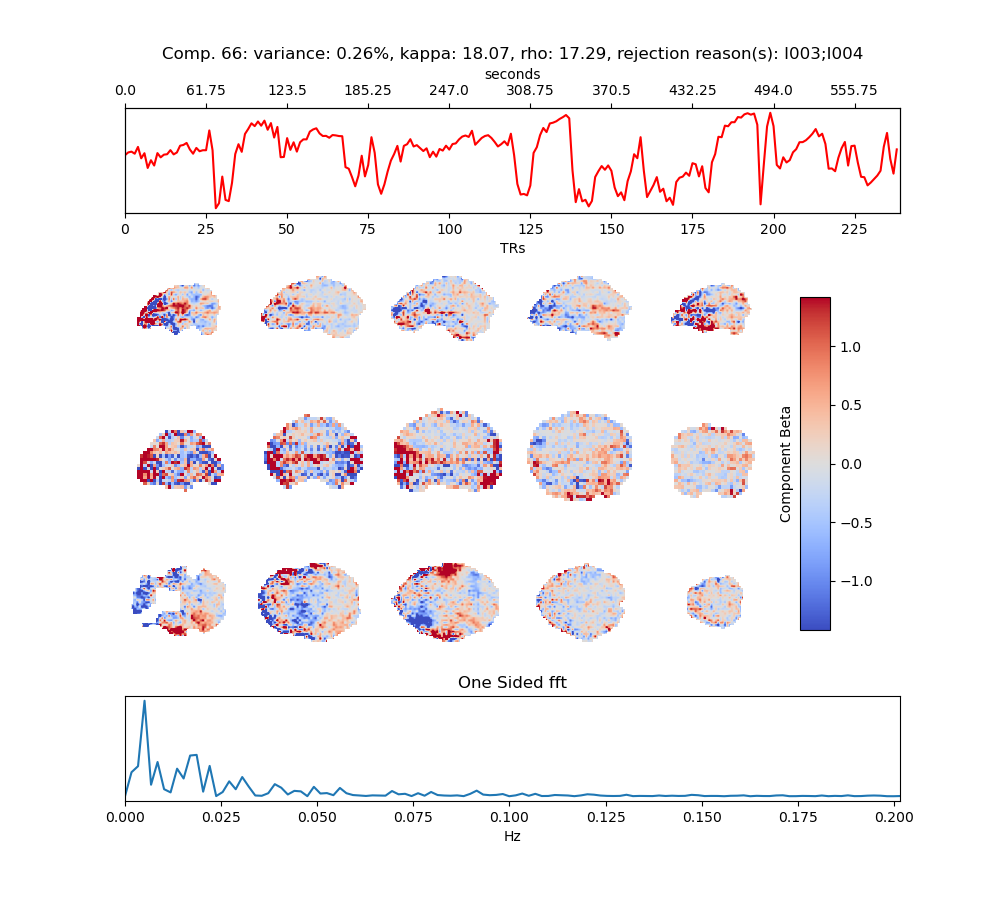 Comp. 66: variance: 0.26%, kappa: 18.07, rho: 17.29, rejection reason(s): I003;I004
seconds
0.0 61.75 123.5 185.25 247.0 308.75 370.5 432.25 494.0 555.75
0 25 50 75 100 125 150 175 200 225
TRs
1.0
0.5
0.0
−0.5
−1.0
Component Beta
One Sided fft
0.000 0.025 0.050 0.075 0.100 0.125 0.150 0.175 0.200
Hz